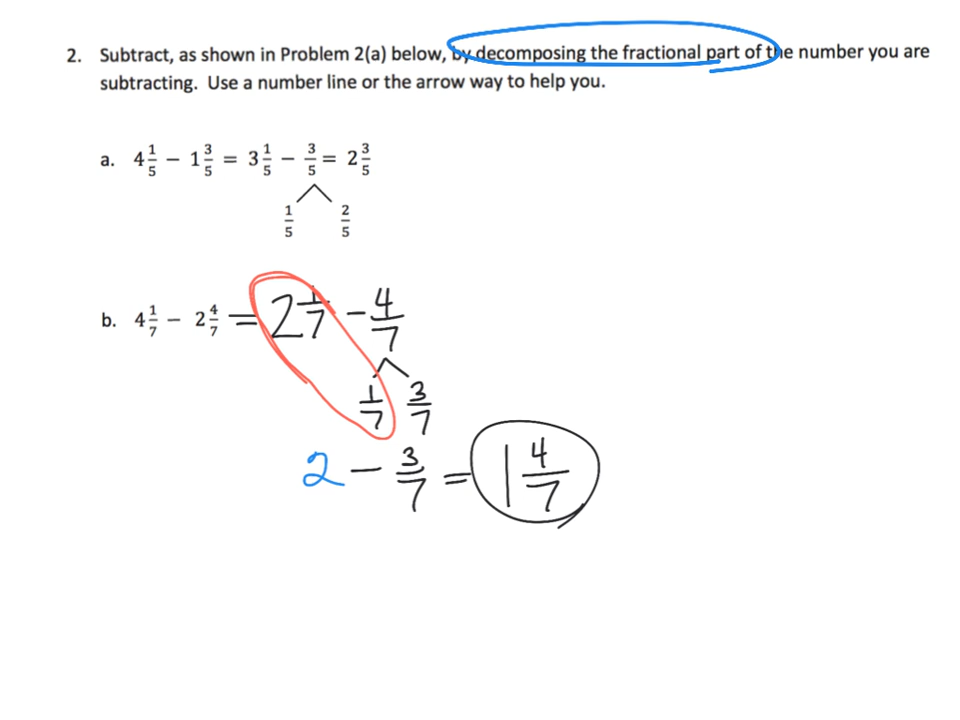 2. Subtract, as shown in Problem 2(a) below, by decomposing the fractional part of the number you are
subtracting. Use a number line or the arrow way to help you.
a. 4 1/5 − 1 3/5 = 3 1/5 − 3/5 = 2 3/5
1/5 2/5
b. 4 1/7 − 2 4/7 = 2 1/7 − 4/7
1/7 3/7
2 − 3/7 = 1 4/7